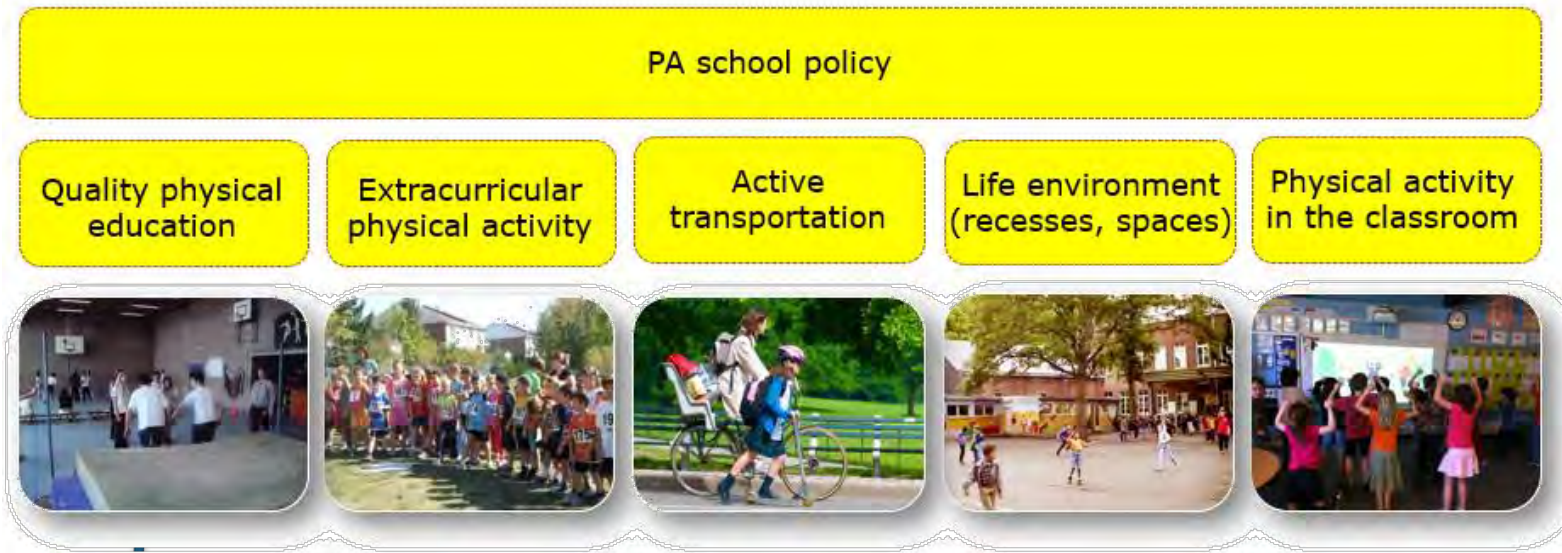 PA school policy
Quality physical
education
Extracurricular
physical activity
Active
transportation
Life environment
(recesses, spaces)
Physical activity
in the classroom